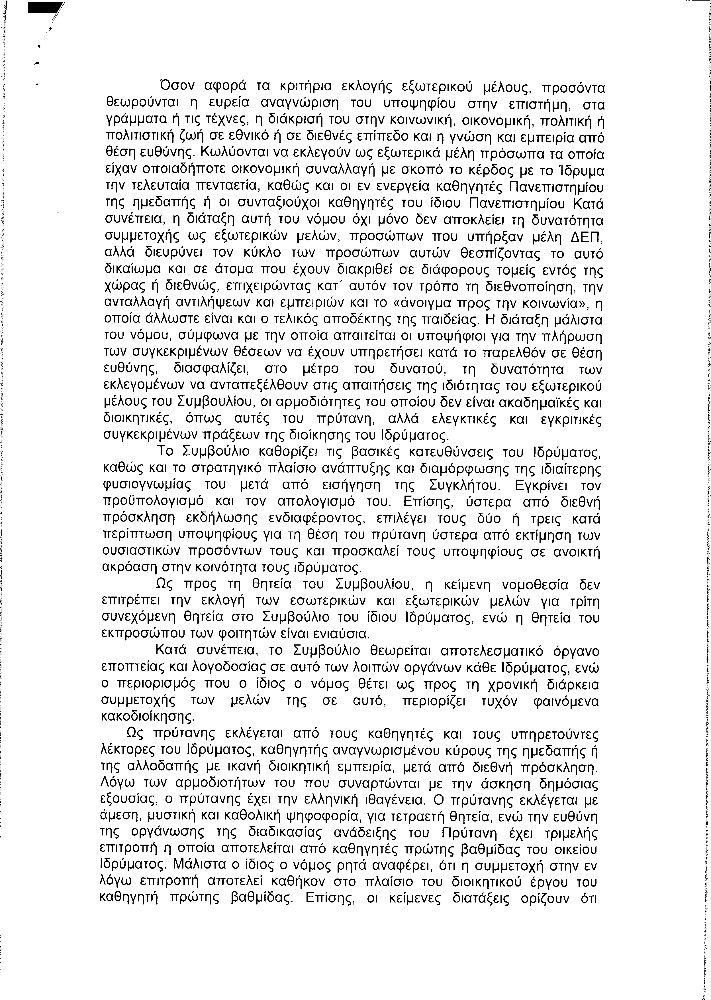 Όσον αφορά τα κριτήρια εκλογής εξωτερικού μέλους, προσόντα
θεωρούνται η ευρεία αναγνώριση του υποψηφίου στην επιστήμη, στα
γράμματα ή τις τέχνες, η διάκρισή του στην κοινωνική, οικονομική, πολιτική ή
πολιτιστική ζωή σε εθνικό ή σε διεθνές επίπεδο και η γνώση και εμπειρία από
θέση ευθύνης. Κωλύονται να εκλεγούν ως εξωτερικά μέλη πρόσωπα τα οποία
είχαν οποιαδήποτε οικονομική συναλλαγή με σκοπό το κέρδος με το Ίδρυμα
την τελευταία πενταετία, καθώς και οι εν ενεργεία καθηγητές Πανεπιστημίου
της ημεδαπής ή οι συνταξιούχοι καθηγητές του ίδιου Πανεπιστημίου Κατά
συνέπεια, η διάταξη αυτή του νόμου όχι μόνο δεν αποκλείει τη δυνατότητα
συμμετοχής ως εξωτερικών μελών, προσώπων που υπήρξαν μέλη ΔΕΠ,
αλλά διευρύνει τον κύκλο των προσώπων αυτών θεσπίζοντας το αυτό
δικαίωμα και σε άτομα που έχουν διακριθεί σε διάφορους τομείς εντός της
χώρας ή διεθνώς, επιχειρώντας κατ΄ αυτόν τον τρόπο τη διεθνοποίηση, την
ανταλλαγή αντιλήψεων και εμπειριών και το «άνοιγμα προς την κοινωνία», η
οποία άλλωστε είναι και ο τελικός αποδέκτης της παιδείας. Η διάταξη μάλιστα
του νόμου, σύμφωνα με την οποία απαιτείται οι υποψήφιοι για την πλήρωση
των συγκεκριμένων θέσεων να έχουν υπηρετήσει κατά το παρελθόν σε θέση
ευθύνης, διασφαλίζει, στο μέτρο του δυνατού, τη δυνατότητα των
εκλεγομένων να ανταπεξέλθουν στις απαιτήσεις της ιδιότητας του εξωτερικού
μέλους του Συμβουλίου, οι αρμοδιότητες του οποίου δεν είναι ακαδημαϊκές και
διοικητικές, όπως αυτές του πρύτανη, αλλά ελεγκτικές και εγκριτικές
συγκεκριμένων πράξεων της διοίκησης του Ιδρύματος.
Το Συμβούλιο καθορίζει τις βασικές κατευθύνσεις του Ιδρύματος,
καθώς και το στρατηγικό πλαίσιο ανάπτυξης και διαμόρφωσης της ιδιαίτερης
φυσιογνωμίας του μετά από εισήγηση της Συγκλήτου. Εγκρίνει τον
προϋπολογισμό και τον απολογισμό του. Επίσης, ύστερα από διεθνή
πρόσκληση εκδήλωσης ενδιαφέροντος, επιλέγει τους δύο ή τρεις κατά
περίπτωση υποψηφίους για τη θέση του πρύτανη ύστερα από εκτίμηση των
ουσιαστικών προσόντων τους και προσκαλεί τους υποψηφίους σε ανοικτή
ακρόαση στην κοινότητα τους ιδρύματος.
Ως προς τη θητεία του Συμβουλίου, η κείμενη νομοθεσία δεν
επιτρέπει την εκλογή των εσωτερικών και εξωτερικών μελών για τρίτη
συνεχόμενη θητεία στο Συμβούλιο του ίδιου Ιδρύματος, ενώ η θητεία του
εκπροσώπου των φοιτητών είναι ενιαύσια.
Κατά συνέπεια, το Συμβούλιο θεωρείται αποτελεσματικό όργανο
εποπτείας και λογοδοσίας σε αυτό των λοιπών οργάνων κάθε Ιδρύματος, ενώ
ο περιορισμός που ο ίδιος ο νόμος θέτει ως προς τη χρονική διάρκεια
συμμετοχής των μελών της σε αυτό, περιορίζει τυχόν φαινόμενα
κακοδιοίκησης.
Ως πρύτανης εκλέγεται από τους καθηγητές και τους υπηρετούντες
λέκτορες του Ιδρύματος, καθηγητής αναγνωρισμένου κύρους της ημεδαπής ή
της αλλοδαπής με ικανή διοικητική εμπειρία, μετά από διεθνή πρόσκληση.
Λόγω των αρμοδιοτήτων του που συναρτώνται με την άσκηση δημόσιας
εξουσίας, ο πρύτανης έχει την ελληνική ιθαγένεια. Ο πρύτανης εκλέγεται με
άμεση, μυστική και καθολική ψηφοφορία, για τετραετή θητεία, ενώ την ευθύνη
της οργάνωσης της διαδικασίας ανάδειξης του Πρύτανη έχει τριμελής
επιτροπή η οποία αποτελείται από καθηγητές πρώτης βαθμίδας του οικείου
Ιδρύματος. Μάλιστα ο ίδιος ο νόμος ρητά αναφέρει, ότι η συμμετοχή στην εν
λόγω επιτροπή αποτελεί καθήκον στο πλαίσιο του διοικητικού έργου του
καθηγητή πρώτης βαθμίδας. Επίσης, οι κείμενες διατάξεις ορίζουν ότι